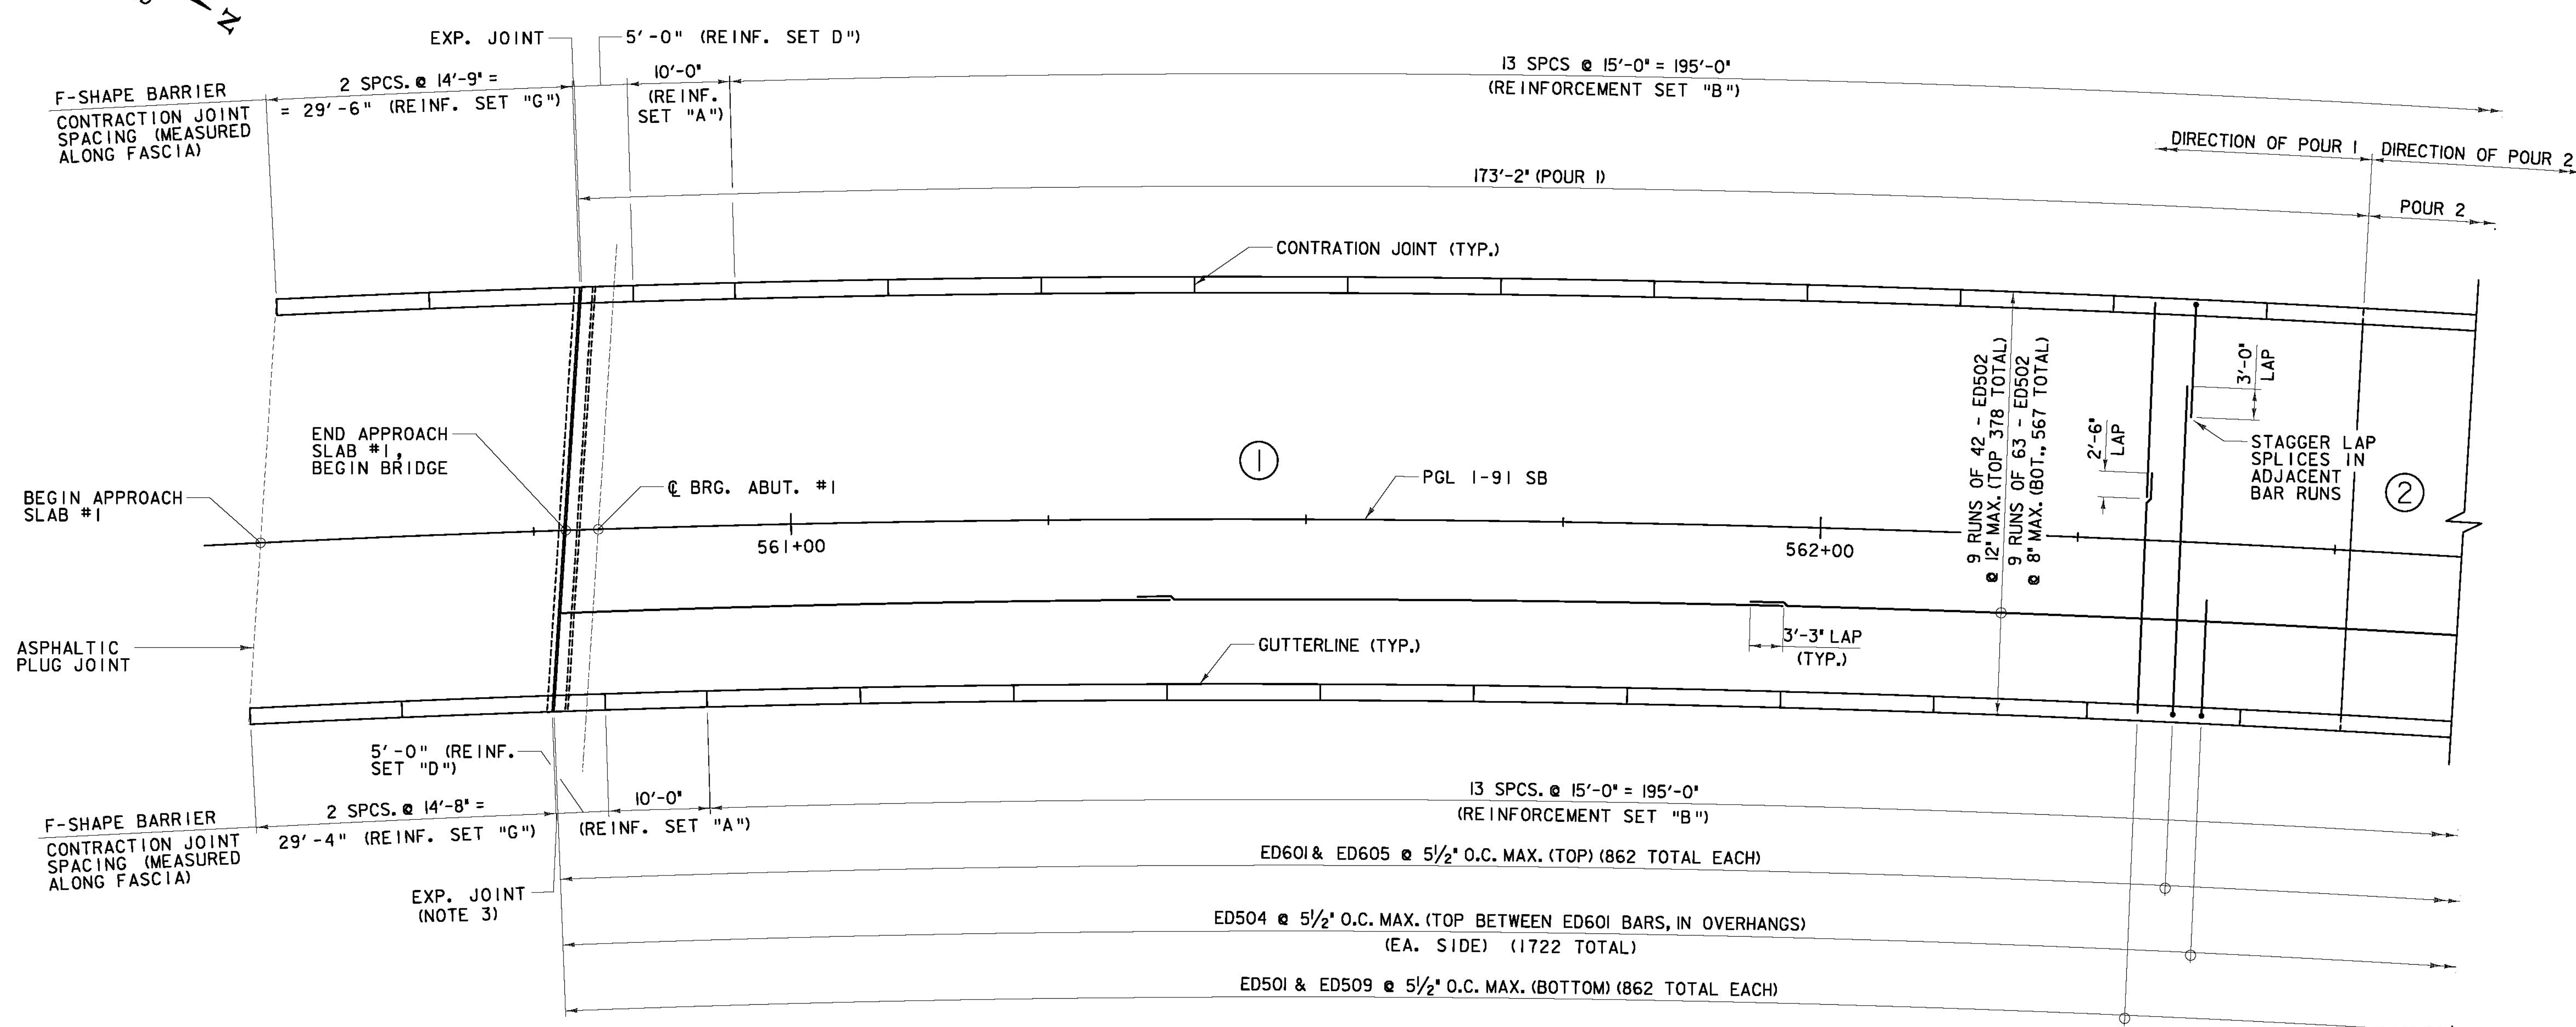 N
EXP. JOINT
5'-0" (REINF. SET D")
F-SHAPE BARRIER
CONTRACTION JOINT
SPACING (MEASURED
ALONG FASCIA)
2 SPCS. @ 14'-9" =
= 29'-6" (REINF. SET "G")
10'-0"
(REINF.
SET "A")
13 SPCS @ 15'-0" = 195'-0"
(REINFORCEMENT SET "B")
DIRECTION OF POUR 1
DIRECTION OF POUR 2
173'-2" (POUR 1)
POUR 2
CONTRATION JOINT (TYP.)
END APPROACH
SLAB #1,
BEGIN BRIDGE
BEGIN APPROACH
SLAB #1
℄ BRG. ABUT. #1
1
PGL I-91 SB
561+00
562+00
9 RUNS OF 42 - ED502
@ 12" MAX. (TOP 378 TOTAL)
9 RUNS OF 63 - ED502
@ 8" MAX. (BOT., 567 TOTAL)
2'-6"
LAP
3'-0"
LAP
STAGGER LAP
SPLICES IN
ADJACENT
BAR RUNS
2
ASPHALTIC
PLUG JOINT
GUTTERLINE (TYP.)
3'-3" LAP
(TYP.)
5'-0" (REINF.
SET "D")
F-SHAPE BARRIER
CONTRACTION JOINT
SPACING (MEASURED
ALONG FASCIA)
2 SPCS. @ 14'-8" =
29'-4" (REINF. SET "G")
10'-0"
(REINF. SET "A")
13 SPCS. @ 15'-0" = 195'-0"
(REINFORCEMENT SET "B")
EXP. JOINT
(NOTE 3)
ED601 & ED605 @ 5½" O.C. MAX. (TOP) (862 TOTAL EACH)
ED504 @ 5½" O.C. MAX. (TOP BETWEEN ED601 BARS, IN OVERHANGS)
(EA. SIDE) (1722 TOTAL)
ED501 & ED509 @ 5½" O.C. MAX. (BOTTOM) (862 TOTAL EACH)